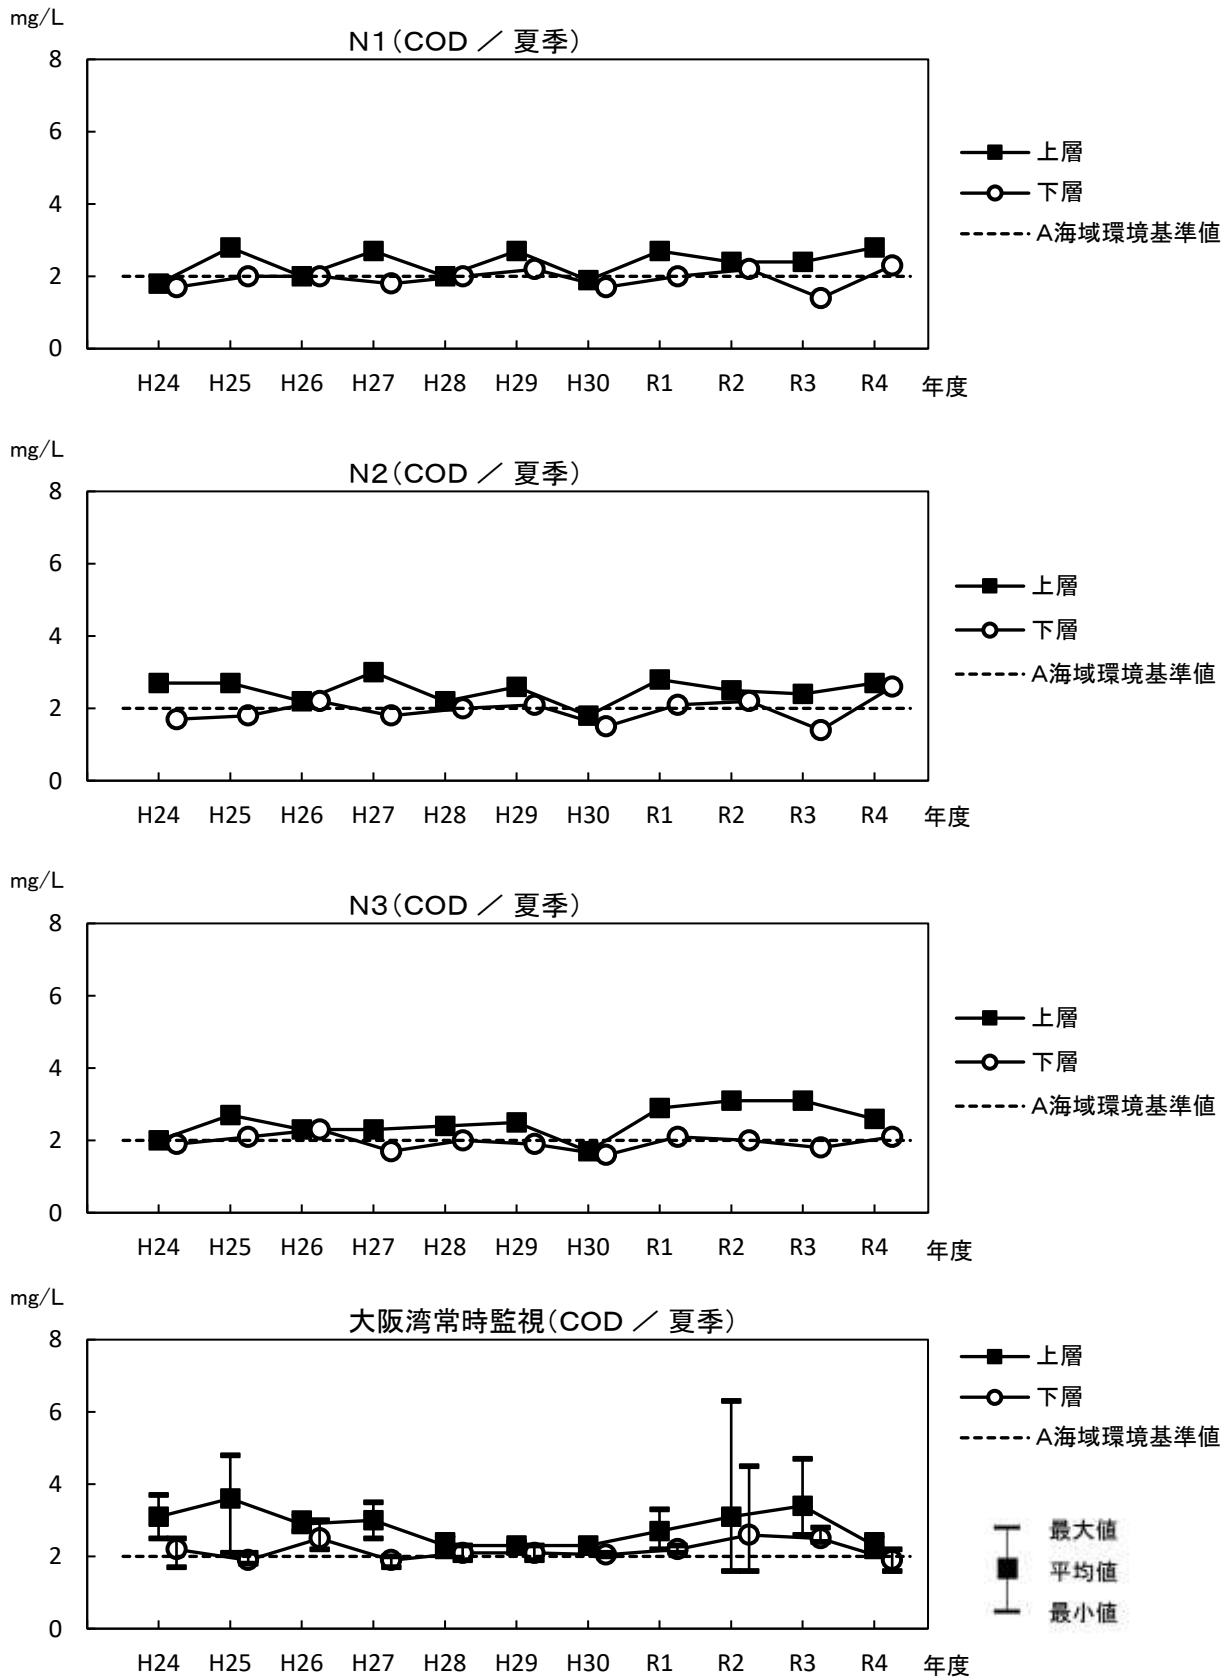 mg/L
N1(COD ／ 夏季)
8
6
4
2
0
H24 H25 H26 H27 H28 H29 H30 R1 R2 R3 R4 年度
上層
下層
A海域環境基準値
mg/L
N2(COD ／ 夏季)
8
6
4
2
0
H24 H25 H26 H27 H28 H29 H30 R1 R2 R3 R4 年度
上層
下層
A海域環境基準値
mg/L
N3(COD ／ 夏季)
8
6
4
2
0
H24 H25 H26 H27 H28 H29 H30 R1 R2 R3 R4 年度
上層
下層
A海域環境基準値
mg/L
大阪湾常時監視(COD ／ 夏季)
8
6
4
2
0
H24 H25 H26 H27 H28 H29 H30 R1 R2 R3 R4 年度
上層
下層
A海域環境基準値
最大値
平均値
最小値